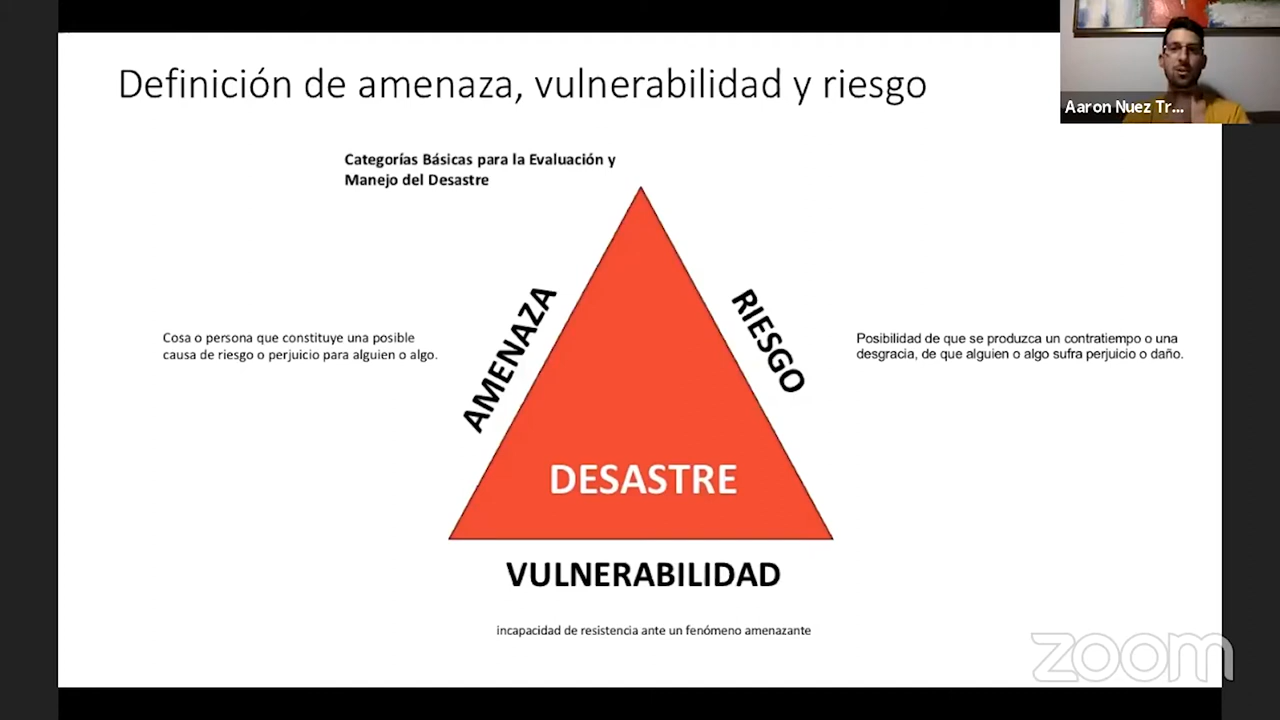 Definición de amenaza, vulnerabilidad y riesgo
Aaron Nuez Tr...
Categorías Básicas para la Evaluación y
Manejo del Desastre
AMENAZA
RIESGO
Cosa o persona que constituye una posible
causa de riesgo o perjuicio para alguien o algo.
Posibilidad de que se produzca un contratiempo o una
desgracia, de que alguien o algo sufra perjuicio o daño.
DESASTRE
VULNERABILIDAD
incapacidad de resistencia ante un fenómeno amenazante
zoom